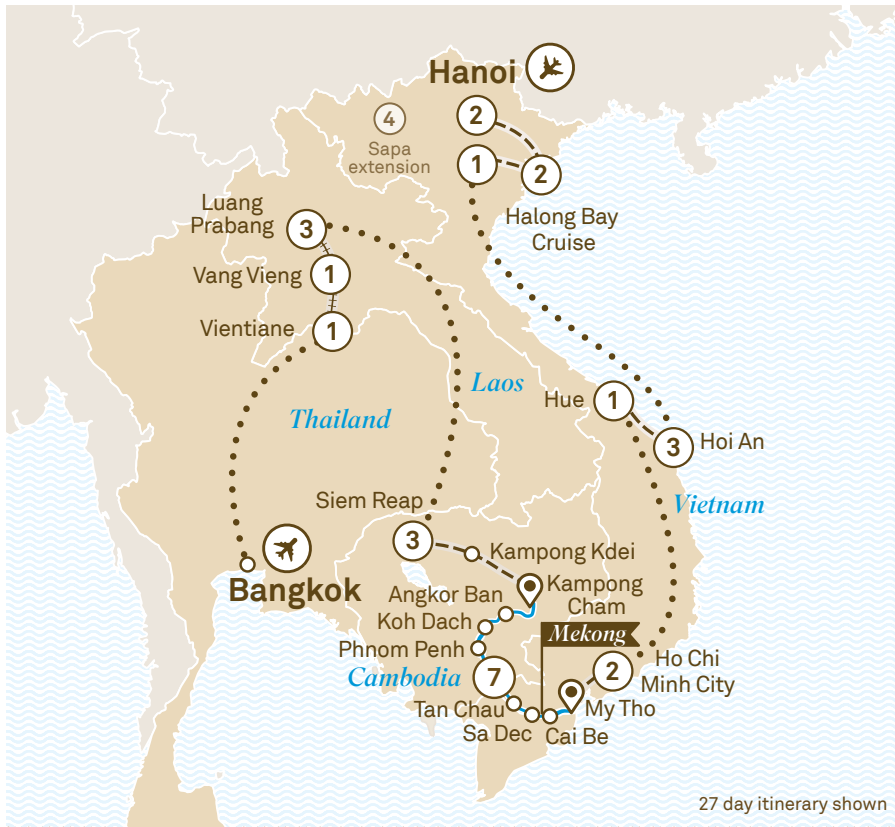 Hanoi
2
4
Sapa
extension
1
2
Halong Bay
Cruise
Luang
Prabang
3
Vang Vieng
1
Vientiane
1
Laos
Thailand
Hue
1
3
Hoi An
Vietnam
Siem Reap
3
Kampong Kdei
Bangkok
Angkor Ban
Kampong
Cham
Koh Dach
Mekong
Phnom Penh
Cambodia
7
2
Ho Chi
Minh City
Tan Chau
My Tho
Sa Dec
Cai Be
27 day itinerary shown